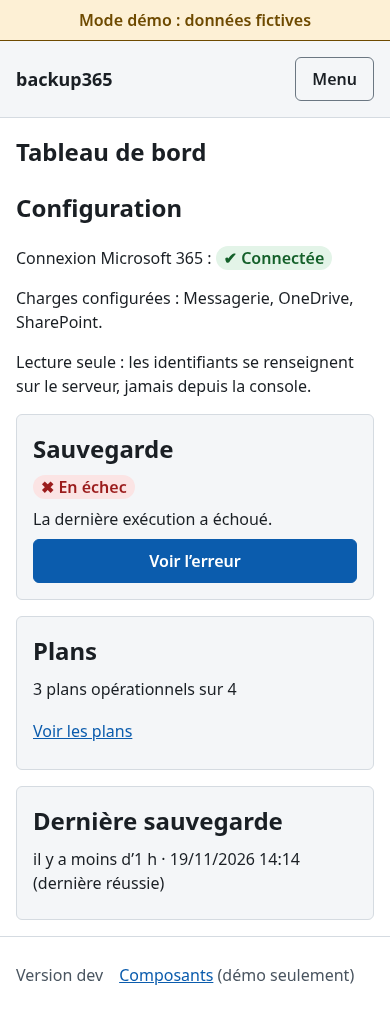 Mode démo : données fictives
backup365
Menu
Tableau de bord
Configuration
Connexion Microsoft 365 : ✔ Connectée
Charges configurées : Messagerie, OneDrive,
SharePoint.
Lecture seule : les identifiants se renseignent
sur le serveur, jamais depuis la console.
Sauvegarde
✖ En échec
La dernière exécution a échoué.
Voir l’erreur
Plans
3 plans opérationnels sur 4
Voir les plans
Dernière sauvegarde
il y a moins d’1 h · 19/11/2026 14:14
(dernière réussie)
Version dev Composants (démo seulement)